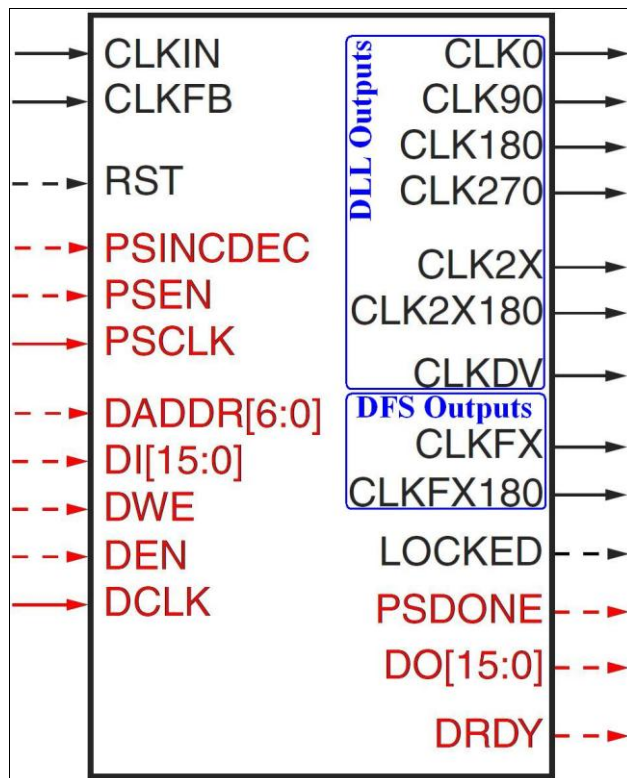 CLKIN
CLKFB
RST
PSINCDEC
PSEN
PSCLK
DADDR[6:0]
DI[15:0]
DWE
DEN
DCLK
DLL Outputs
CLK0
CLK90
CLK180
CLK270
CLK2X
CLK2X180
CLKDV
DFS Outputs
CLKFX
CLKFX180
LOCKED
PSDONE
DO[15:0]
DRDY